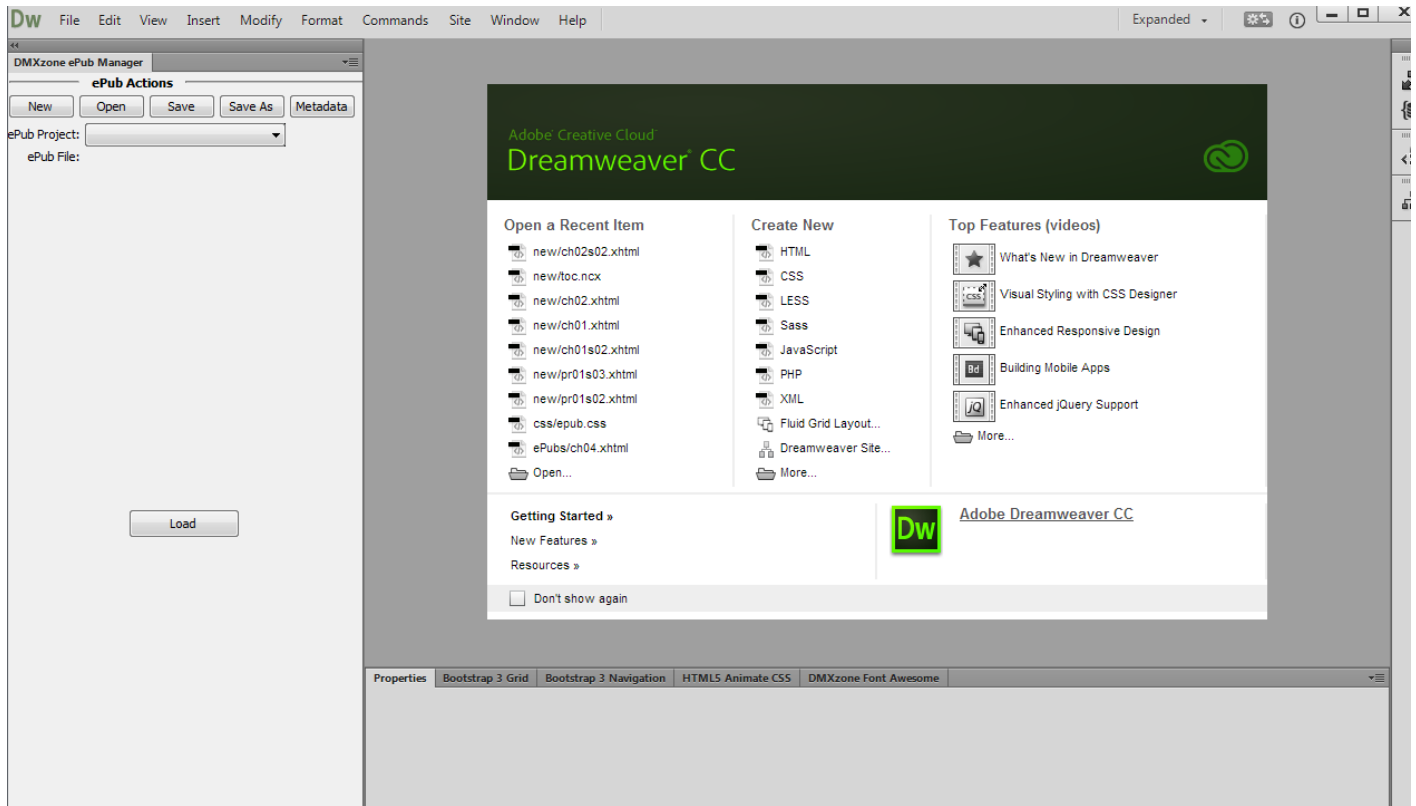 Dw File Edit View Insert Modify Format Commands Site Window Help Expanded
DMXzone ePub Manager
ePub Actions
New Open Save Save As Metadata
ePub Project:
ePub File:
Load
Adobe Creative Cloud
Dreamweaver® CC
Open a Recent Item
new/ch02s02.xhtml
new/toc.ncx
new/ch02.xhtml
new/ch01.xhtml
new/ch01s02.xhtml
new/pr01s03.xhtml
new/pr01s02.xhtml
css/epub.css
ePubs/ch04.xhtml
Open...
Create New
HTML
CSS
LESS
Sass
JavaScript
PHP
XML
Fluid Grid Layout...
Dreamweaver Site...
More...
Top Features (videos)
What's New in Dreamweaver
CSS Visual Styling with CSS Designer
Enhanced Responsive Design
Bd Building Mobile Apps
jQ Enhanced jQuery Support
More...
Getting Started »
New Features »
Resources »
Dw Adobe Dreamweaver CC
Don't show again
Properties Bootstrap 3 Grid Bootstrap 3 Navigation HTML5 Animate CSS DMXzone Font Awesome